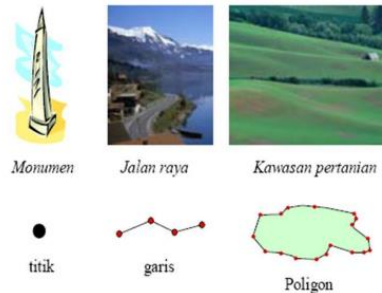 Monumen
Jalan raya
Kawasan pertanian
titik
garis
Poligon